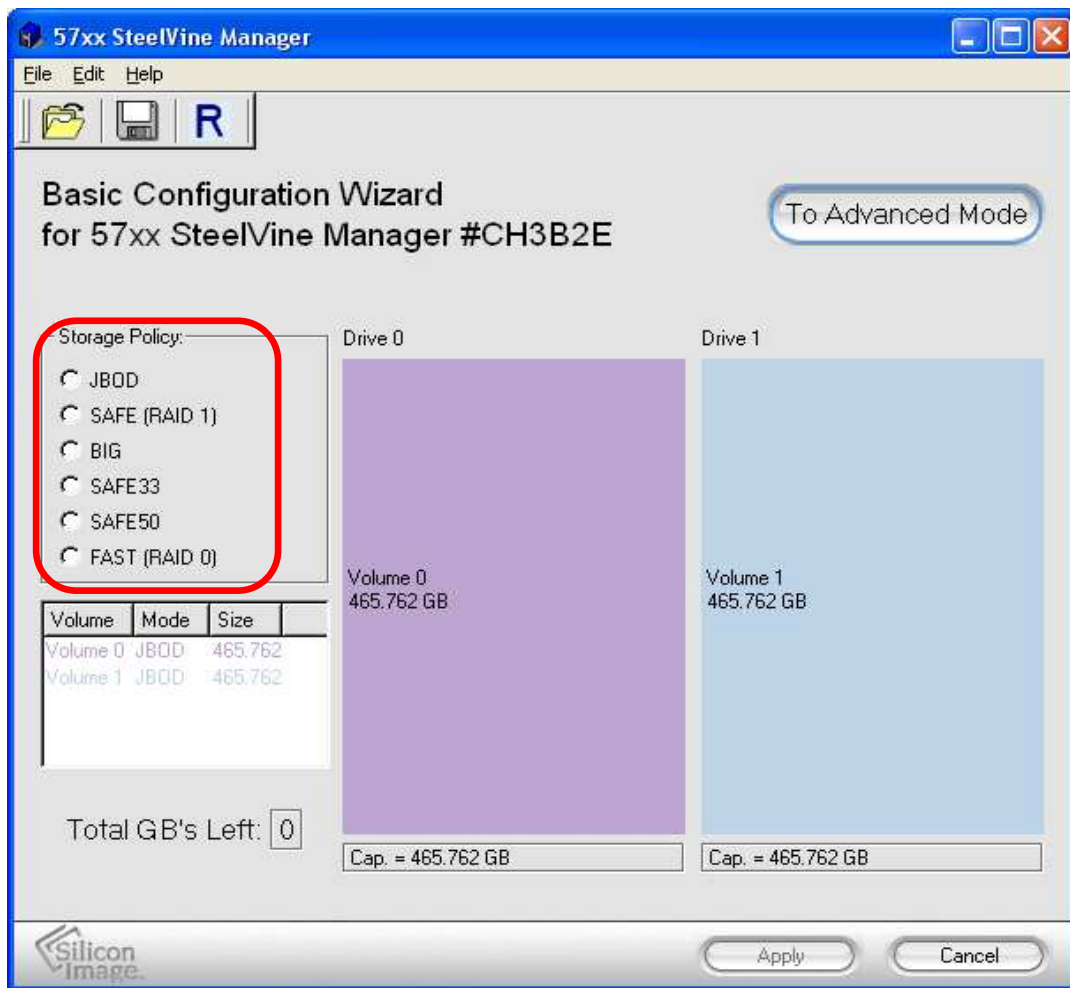 57xx SteelVine Manager
File Edit Help
R
Basic Configuration Wizard
for 57xx SteelVine Manager #CH3B2E
To Advanced Mode
Storage Policy:
JBOD
SAFE (RAID 1)
BIG
SAFE33
SAFE50
FAST (RAID 0)
Drive 0
Drive 1
Volume 0
465.762 GB
Volume 1
465.762 GB
Volume Mode Size
Volume 0 JBOD 465.762
Volume 1 JBOD 465.762
Total GB's Left: 0
Cap. = 465.762 GB
Cap. = 465.762 GB
Silicon
Image.
Apply
Cancel